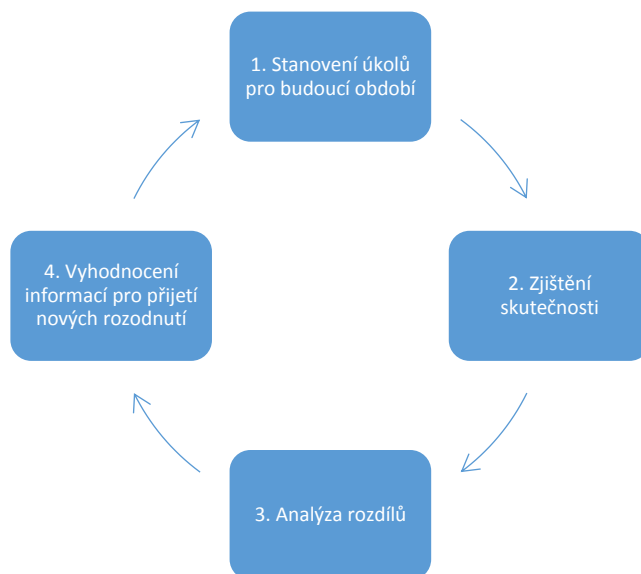 1. Stanovení úkolů
pro budoucí období
2. Zjištění
skutečnosti
3. Analýza rozdílů
4. Vyhodnocení
informací pro přijetí
nových rozodnutí